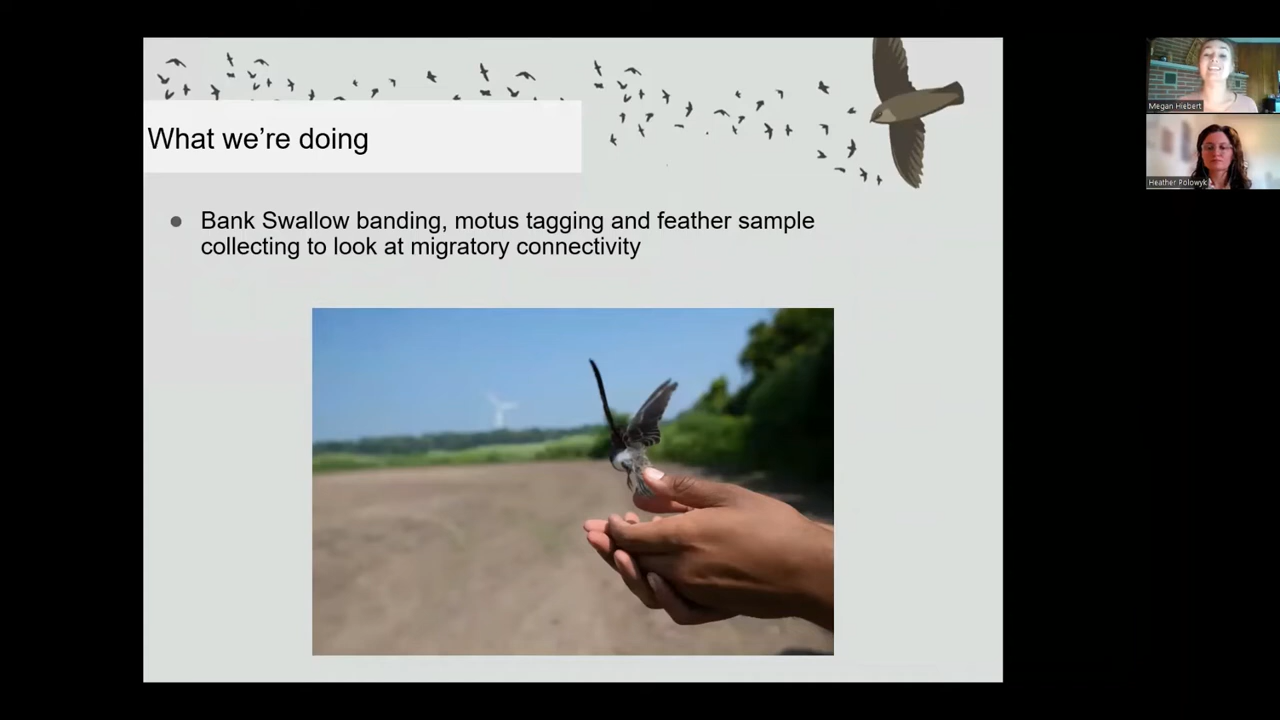 What we're doing
● Bank Swallow banding, motus tagging and feather sample
collecting to look at migratory connectivity
Megan Hiebert
Heather Polowyk